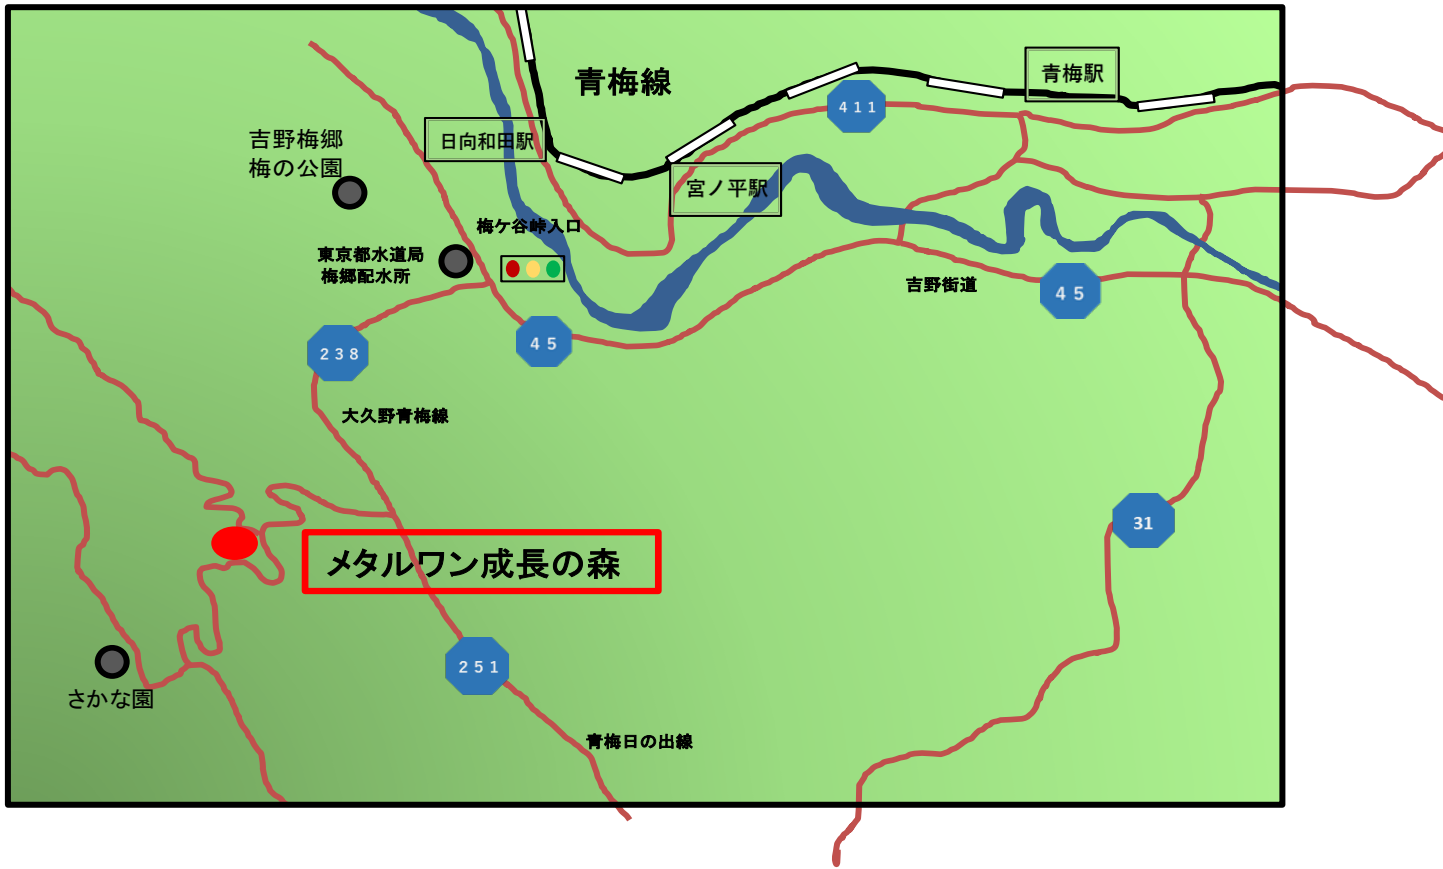 青梅線
青梅駅
411
日向和田駅
吉野梅郷
梅の公園
宮ノ平駅
梅ケ谷峠入口
東京都水道局
梅郷配水所
吉野街道
45
45
238
大久野青梅線
31
メタルワン成長の森
251
さかな園
青梅日の出線